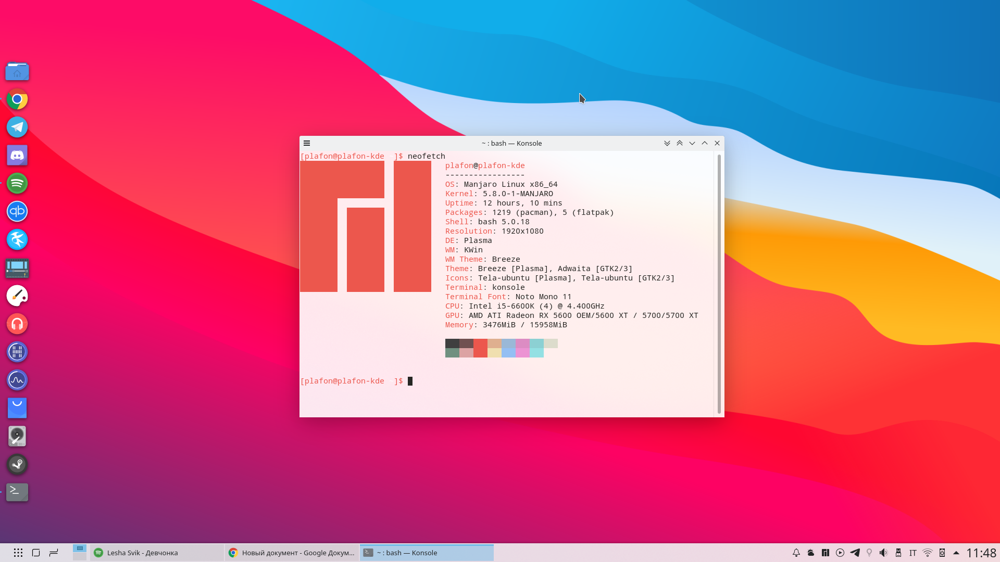 ~ : bash — Konsole
[plafon@plafon-kde ~]$ neofetch
plafon@plafon-kde
-----------------
OS: Manjaro Linux x86_64
Kernel: 5.8.0-1-MANJARO
Uptime: 12 hours, 10 mins
Packages: 1219 (pacman), 5 (flatpak)
Shell: bash 5.0.18
Resolution: 1920x1080
DE: Plasma
WM: KWin
WM Theme: Breeze
Theme: Breeze [Plasma], Adwaita [GTK2/3]
Icons: Tela-ubuntu [Plasma], Tela-ubuntu [GTK2/3]
Terminal: konsole
Terminal Font: Noto Mono 11
CPU: Intel i5-6600K (4) @ 4.400GHz
GPU: AMD ATI Radeon RX 5600 OEM/5600 XT / 5700/5700 XT
Memory: 3476MiB / 15958MiB
[plafon@plafon-kde ~]$
qb
>_
Lesha Svik - Девчонка
Новый документ - Google Докум...
~ : bash — Konsole
IT
11:48